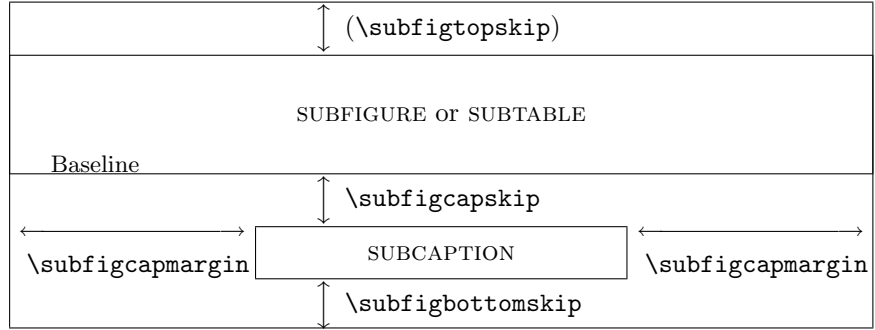 (\subfigtopskip)
SUBFIGURE or SUBTABLE
Baseline
\subfigcapskip
\subfigcapmargin
SUBCAPTION
\subfigcapmargin
\subfigbottomskip